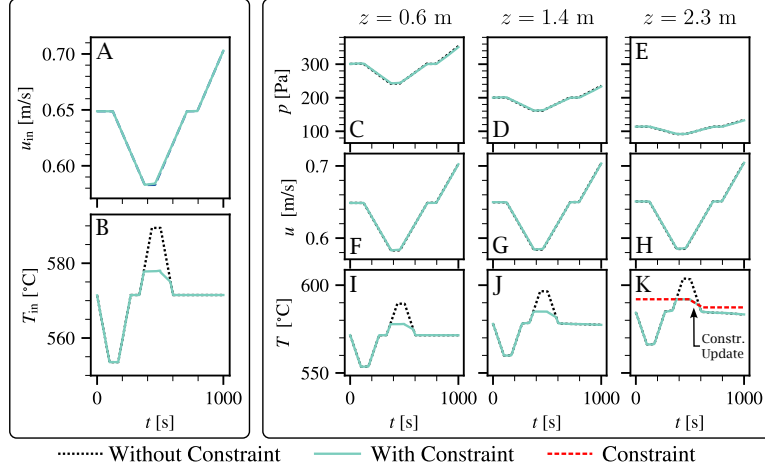 z = 0.6 m
z = 1.4 m
z = 2.3 m
A
0.70
0.65
0.60
u_in [m/s]
B
580
560
T_in [°C]
0
1000
t [s]
300
200
100
p [Pa]
C
D
E
0.7
0.6
u [m/s]
F
G
H
600
550
T [°C]
I
J
K
Constr.
Update
0
1000
0
1000
0
1000
t [s]
t [s]
t [s]
Without Constraint
With Constraint
Constraint